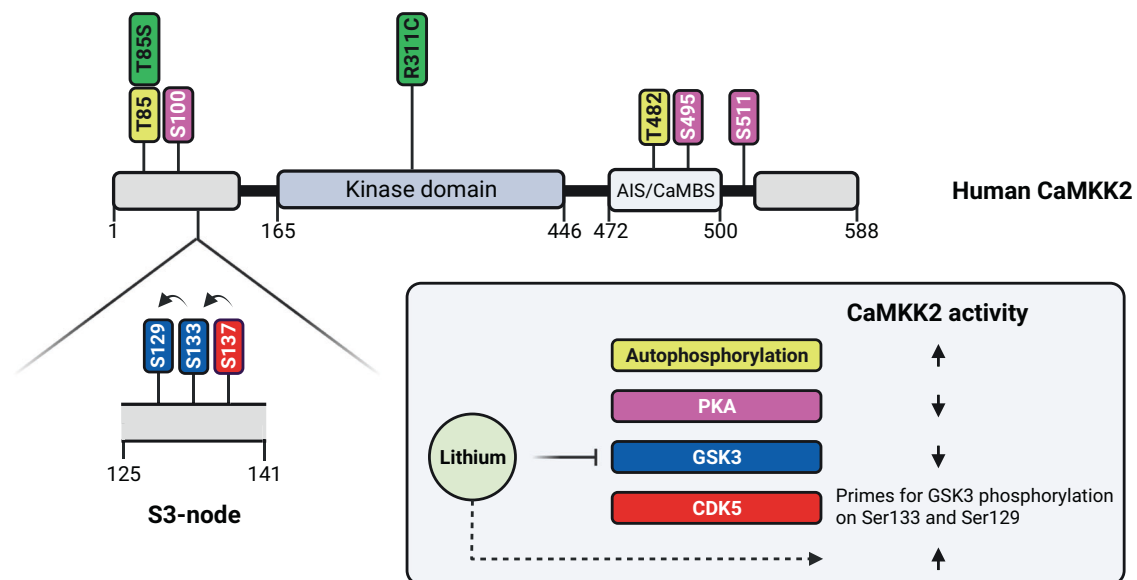 T85S
R311C
T85
S100
T482
S495
S511
Kinase domain
AIS/CaMBS
Human CaMKK2
1
165
446
472
500
588
S129
S133
S137
125
141
S3-node
CaMKK2 activity
Autophosphorylation
PKA
Lithium
GSK3
CDK5
Primes for GSK3 phosphorylation
on Ser133 and Ser129